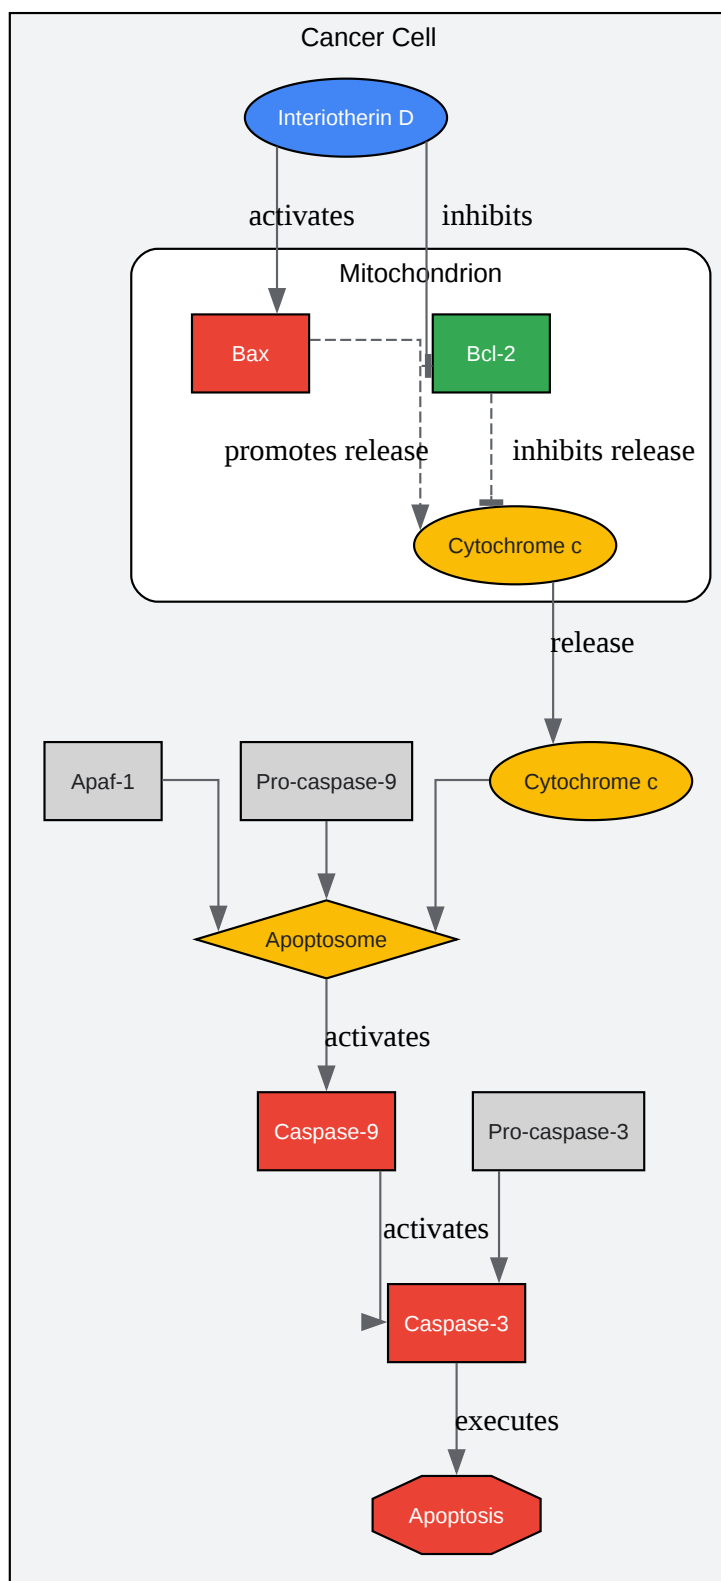 Cancer Cell
Interiotherin D
activates
inhibits
Mitochondrion
Bax
Bcl-2
promotes release
inhibits release
Cytochrome c
release
Apaf-1
Pro-caspase-9
Cytochrome c
Apoptosome
activates
Caspase-9
Pro-caspase-3
activates
Caspase-3
executes
Apoptosis